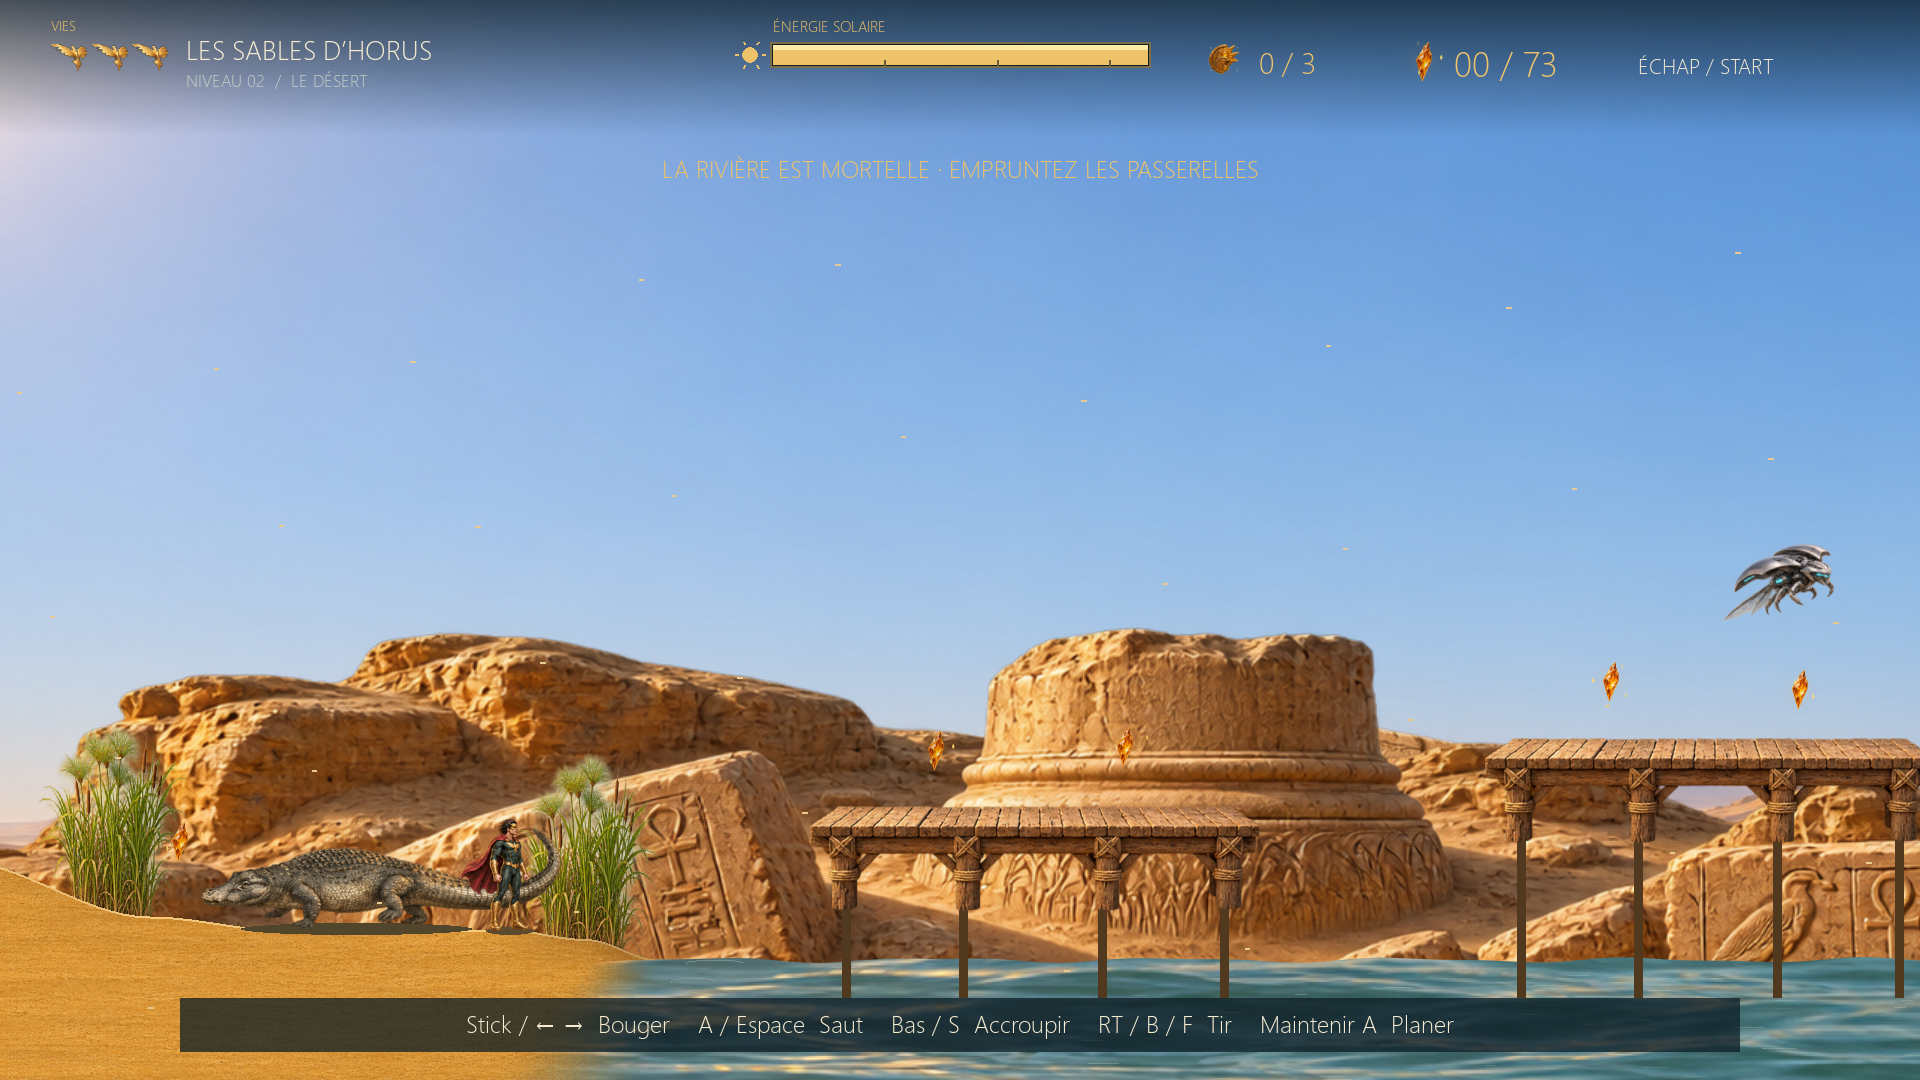 VIES
LES SABLES D’HORUS
NIVEAU 02 / LE DÉSERT
ÉNERGIE SOLAIRE
0 / 3
00 / 73
ÉCHAP / START
LA RIVIÈRE EST MORTELLE · EMPRUNTEZ LES PASSERELLES
Stick / ← → Bouger A / Espace Saut Bas / S Accroupir RT / B / F Tir Maintenir A Planer